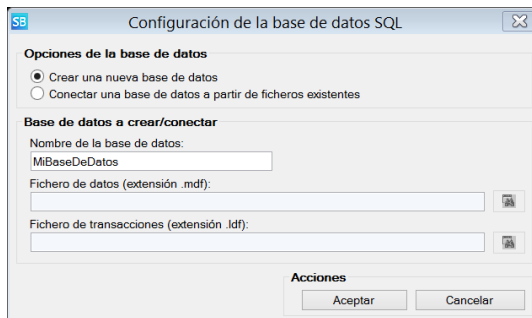 SB
Configuración de la base de datos SQL
Opciones de la base de datos
Crear una nueva base de datos
Conectar una base de datos a partir de ficheros existentes
Base de datos a crear/conectar
Nombre de la base de datos:
MiBaseDeDatos
Fichero de datos (extensión .mdf):
Fichero de transacciones (extensión .ldf):
Acciones
Aceptar
Cancelar